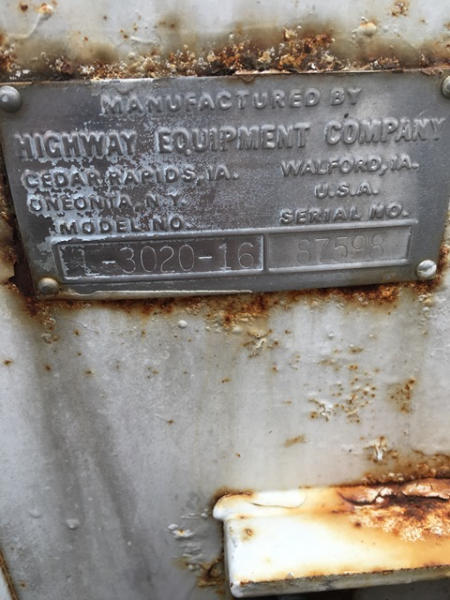 MANUFACTURED BY
HIGHWAY EQUIPMENT COMPANY
CEDAR RAPIDS, IA. WALFORD, IA.
ONEONTA, N.Y. U.S.A.
MODEL NO. SERIAL NO.
-3020-16 87598